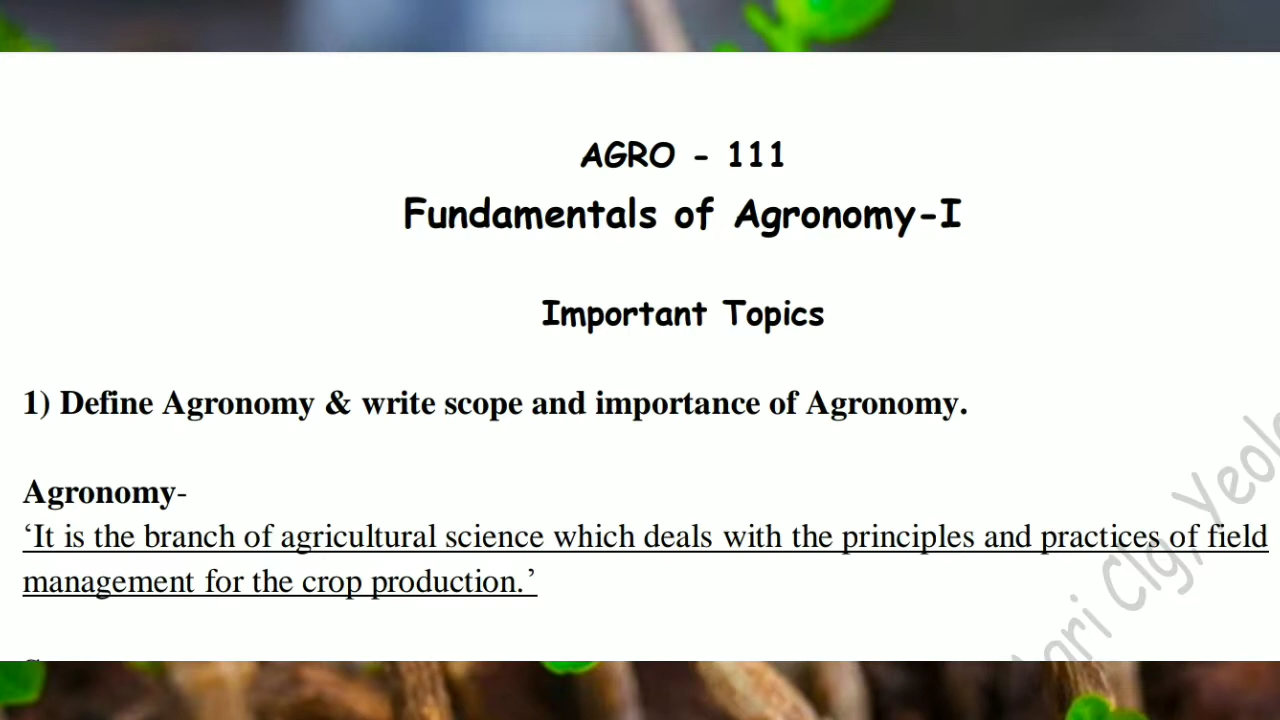 AGRO - 111
Fundamentals of Agronomy-I
Important Topics
1) Define Agronomy & write scope and importance of Agronomy.
Agronomy-
‘It is the branch of agricultural science which deals with the principles and practices of field
management for the crop production.’
Clg,